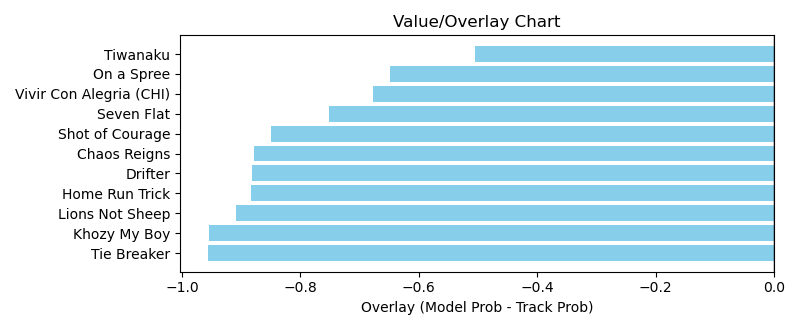 Value/Overlay Chart
Tiwanaku
On a Spree
Vivir Con Alegria (CHI)
Seven Flat
Shot of Courage
Chaos Reigns
Drifter
Home Run Trick
Lions Not Sheep
Khozy My Boy
Tie Breaker
−1.0 −0.8 −0.6 −0.4 −0.2 0.0
Overlay (Model Prob - Track Prob)